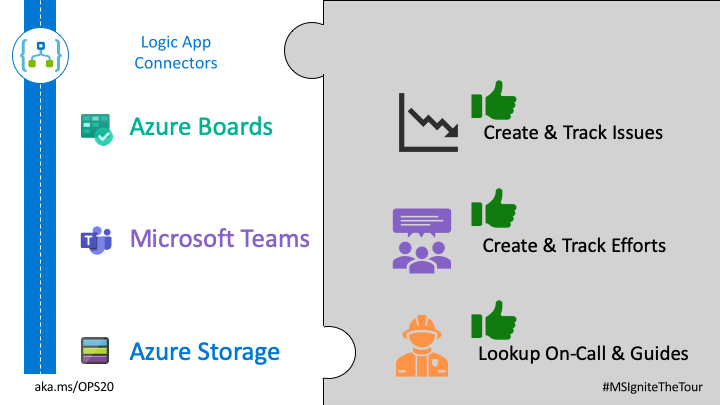 Logic App
Connectors
Azure Boards
Create & Track Issues
T
Microsoft Teams
Create & Track Efforts
Azure Storage
Lookup On-Call & Guides
aka.ms/OPS20
#MSIgniteTheTour